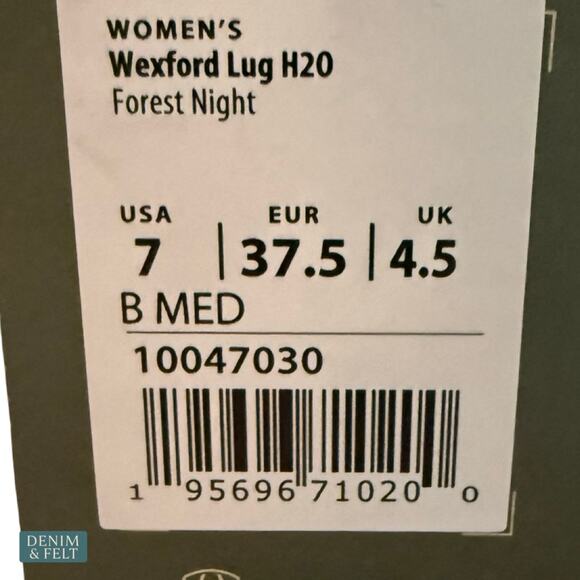 WOMEN'S
Wexford Lug H20
Forest Night
USA EUR UK
7 | 37.5 | 4.5
B MED
10047030
1 95696 71020 0
DENIM
& FELT